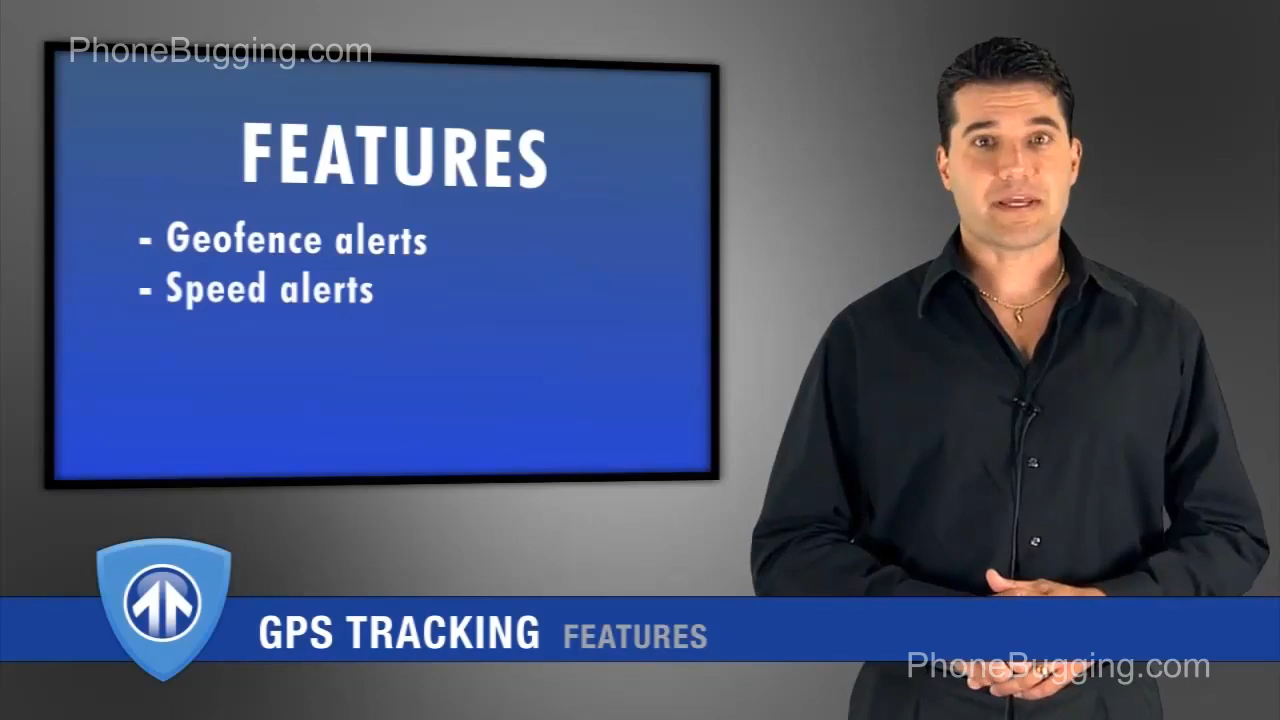 PhoneBugging.com
FEATURES
- Geofence alerts
- Speed alerts
GPS TRACKING FEATURES
PhoneBugging.com